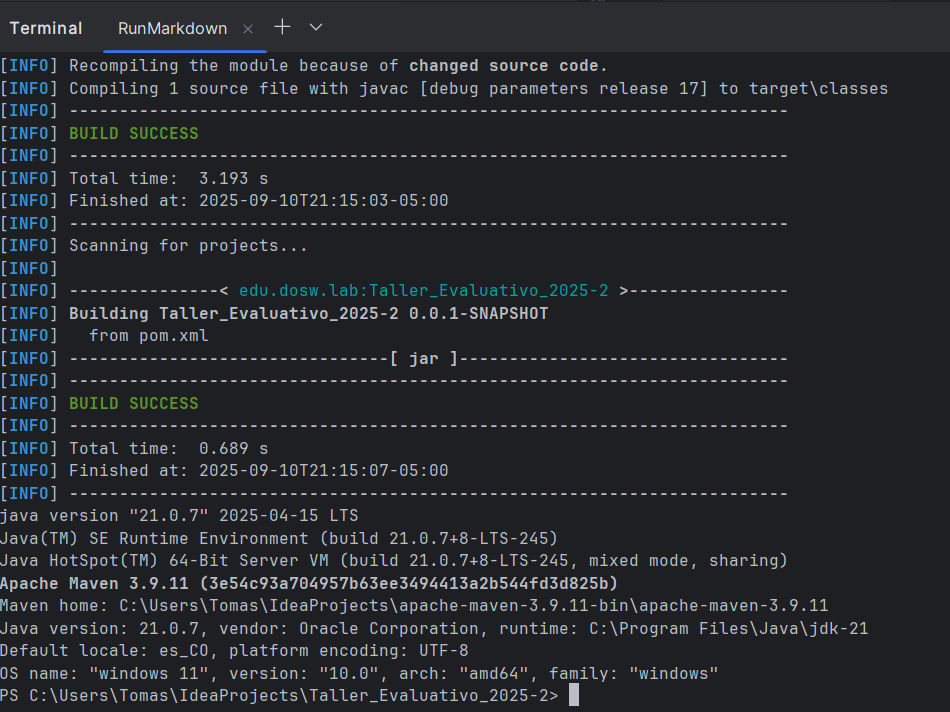 Terminal RunMarkdown
[INFO] Recompiling the module because of changed source code.
[INFO] Compiling 1 source file with javac [debug parameters release 17] to target\classes
[INFO] ------------------------------------------------------------------------
[INFO] BUILD SUCCESS
[INFO] ------------------------------------------------------------------------
[INFO] Total time:  3.193 s
[INFO] Finished at: 2025-09-10T21:15:03-05:00
[INFO] ------------------------------------------------------------------------
[INFO] Scanning for projects...
[INFO]
[INFO] ---------------< edu.dosw.lab:Taller_Evaluativo_2025-2 >----------------
[INFO] Building Taller_Evaluativo_2025-2 0.0.1-SNAPSHOT
[INFO]   from pom.xml
[INFO] --------------------------------[ jar ]---------------------------------
[INFO] ------------------------------------------------------------------------
[INFO] BUILD SUCCESS
[INFO] ------------------------------------------------------------------------
[INFO] Total time:  0.689 s
[INFO] Finished at: 2025-09-10T21:15:07-05:00
[INFO] ------------------------------------------------------------------------
java version "21.0.7" 2025-04-15 LTS
Java(TM) SE Runtime Environment (build 21.0.7+8-LTS-245)
Java HotSpot(TM) 64-Bit Server VM (build 21.0.7+8-LTS-245, mixed mode, sharing)
Apache Maven 3.9.11 (3e54c93a704957b63ee3494413a2b544fd3d825b)
Maven home: C:\Users\Tomas\IdeaProjects\apache-maven-3.9.11-bin\apache-maven-3.9.11
Java version: 21.0.7, vendor: Oracle Corporation, runtime: C:\Program Files\Java\jdk-21
Default locale: es_CO, platform encoding: UTF-8
OS name: "windows 11", version: "10.0", arch: "amd64", family: "windows"
PS C:\Users\Tomas\IdeaProjects\Taller_Evaluativo_2025-2>